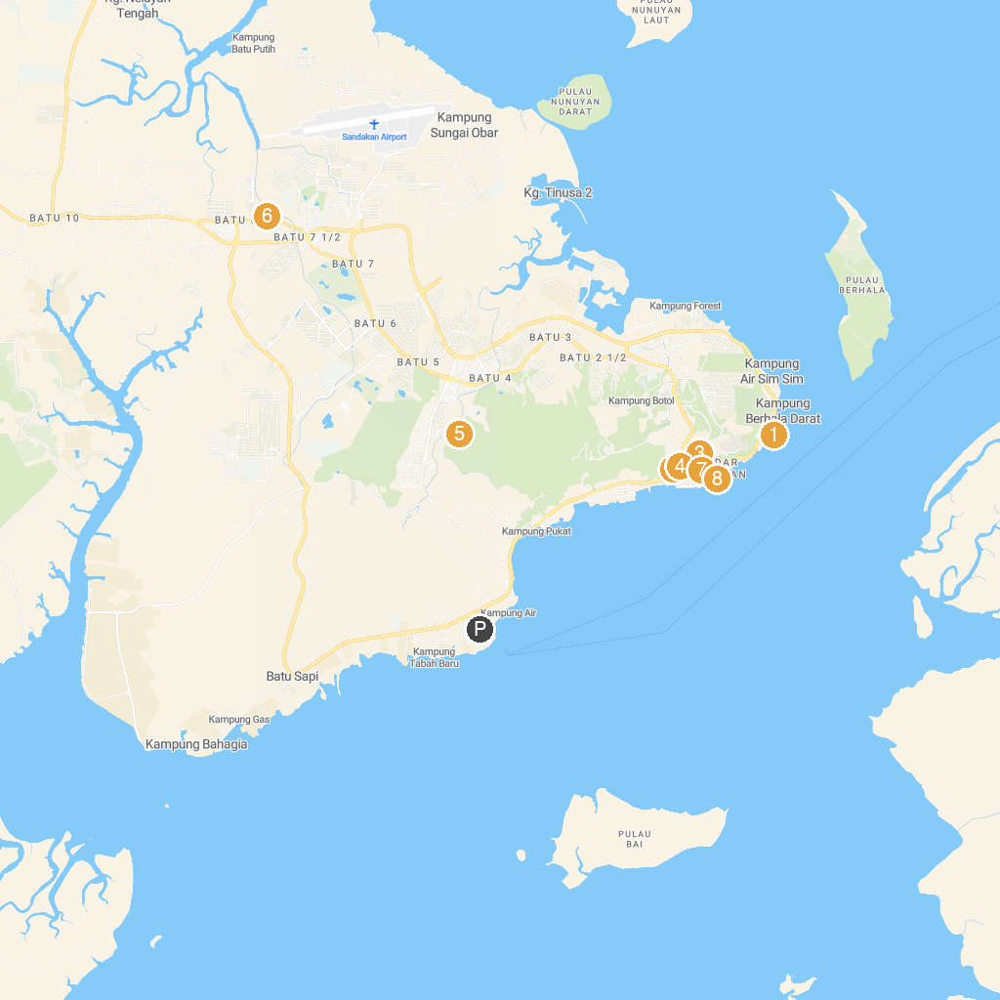 PULAU
NUNUYAN
LAUT
Kg. Nelayan
Tengah
Kampung
Batu Putih
PULAU
NUNUYAN
DARAT
Kampung
Sungai Obar
Sandakan Airport
Kg. Tinusa 2
BATU 10
BATU
6
BATU 7 1/2
BATU 7
PULAU
BERHALA
Kampung Forest
BATU 6
BATU 3
BATU 2 1/2
BATU 5
BATU 4
Kampung
Air Sim Sim
Kampung Botol
Kampung
Berhala Darat
1
5
3
4
7
8
DAR
AN
Kampung Pukat
Kampung Air
P
Kampung
Tabah Baru
Batu Sapi
Kampung Gas
Kampung Bahagia
PULAU
BAI